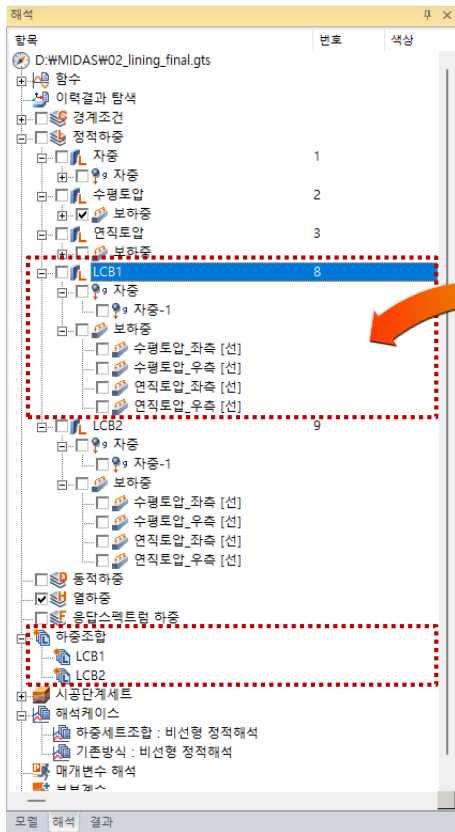 해석
항목 번호 색상
D:₩MIDAS₩02_lining_final.gts
함수
이력결과 탐색
경계조건
정적하중
자중 1
자중
수평토압 2
보하중
연직토압 3
보하중
LCB1 8
자중
자중-1
보하중
수평토압_좌측 [선]
수평토압_우측 [선]
연직토압_좌측 [선]
연직토압_우측 [선]
LCB2 9
자중
자중-1
보하중
수평토압_좌측 [선]
수평토압_우측 [선]
연직토압_좌측 [선]
연직토압_우측 [선]
동적하중
열하중
응답스펙트럼 하중
하중조합
LCB1
LCB2
시공단계세트
해석케이스
하중세트조합 : 비선형 정적해석
기존방식 : 비선형 정적해석
매개변수 해석
모델 해석 결과